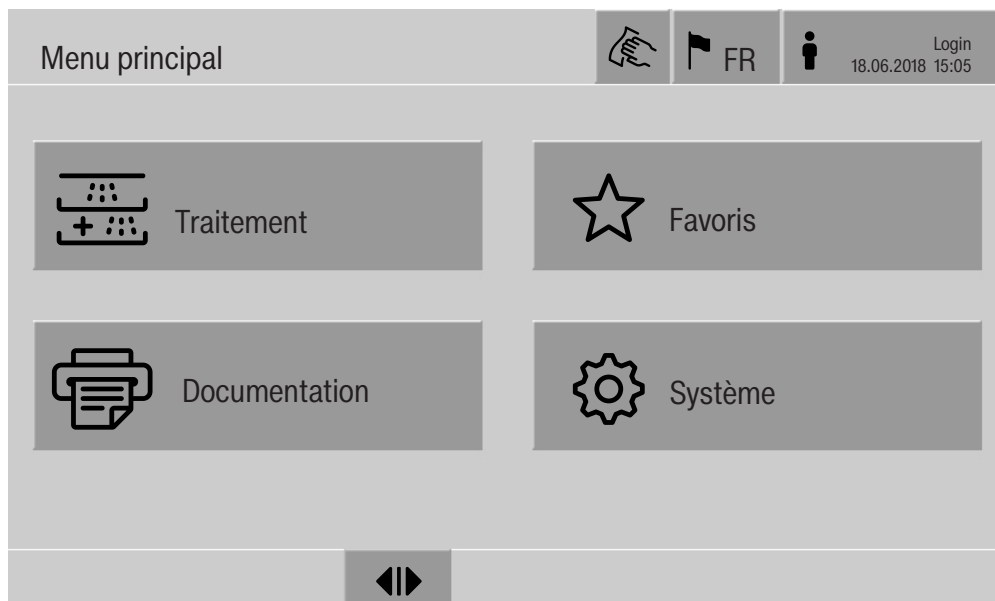 Menu principal
FR
Login
18.06.2018 15:05
Traitement
Favoris
Documentation
Système